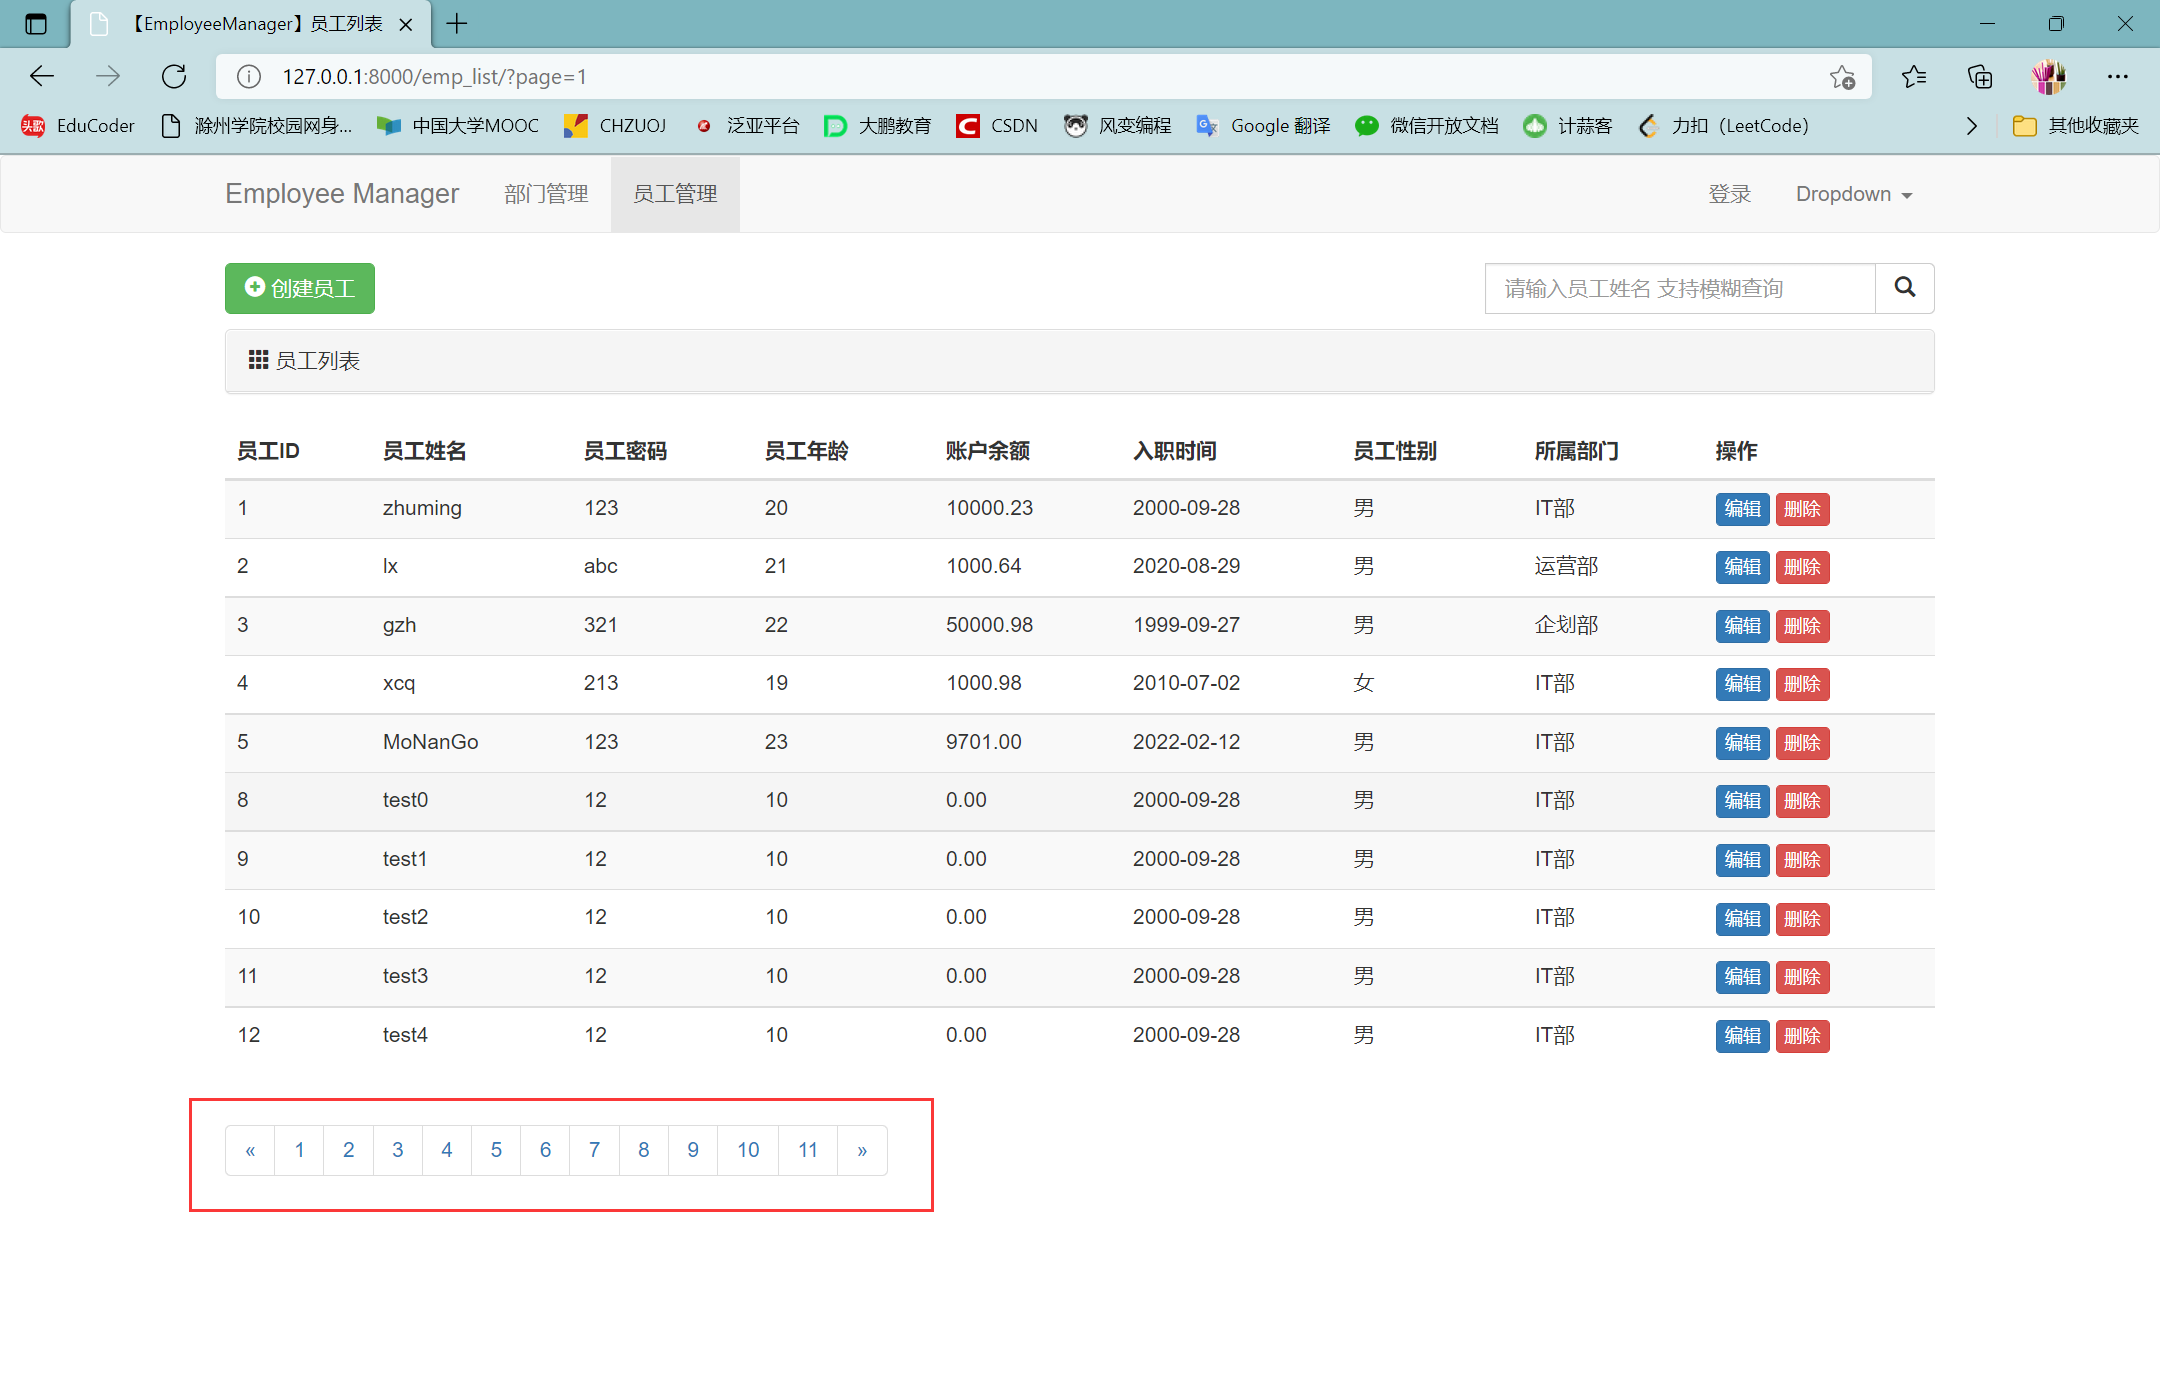 【EmployeeManager】员工列表
127.0.0.1:8000/emp_list/?page=1
头歌 EduCoder 滁州学院校园网身... 中国大学MOOC CHZUOJ 泛亚平台 大鹏教育 CSDN 风变编程 Google 翻译 微信开放文档 计蒜客 力扣（LeetCode） 其他收藏夹
Employee Manager 部门管理 员工管理 登录 Dropdown
创建员工 请输入员工姓名 支持模糊查询
员工列表
员工ID 员工姓名 员工密码 员工年龄 账户余额 入职时间 员工性别 所属部门 操作
1 zhuming 123 20 10000.23 2000-09-28 男 IT部 编辑 删除
2 lx abc 21 1000.64 2020-08-29 男 运营部 编辑 删除
3 gzh 321 22 50000.98 1999-09-27 男 企划部 编辑 删除
4 xcq 213 19 1000.98 2010-07-02 女 IT部 编辑 删除
5 MoNanGo 123 23 9701.00 2022-02-12 男 IT部 编辑 删除
8 test0 12 10 0.00 2000-09-28 男 IT部 编辑 删除
9 test1 12 10 0.00 2000-09-28 男 IT部 编辑 删除
10 test2 12 10 0.00 2000-09-28 男 IT部 编辑 删除
11 test3 12 10 0.00 2000-09-28 男 IT部 编辑 删除
12 test4 12 10 0.00 2000-09-28 男 IT部 编辑 删除
« 1 2 3 4 5 6 7 8 9 10 11 »